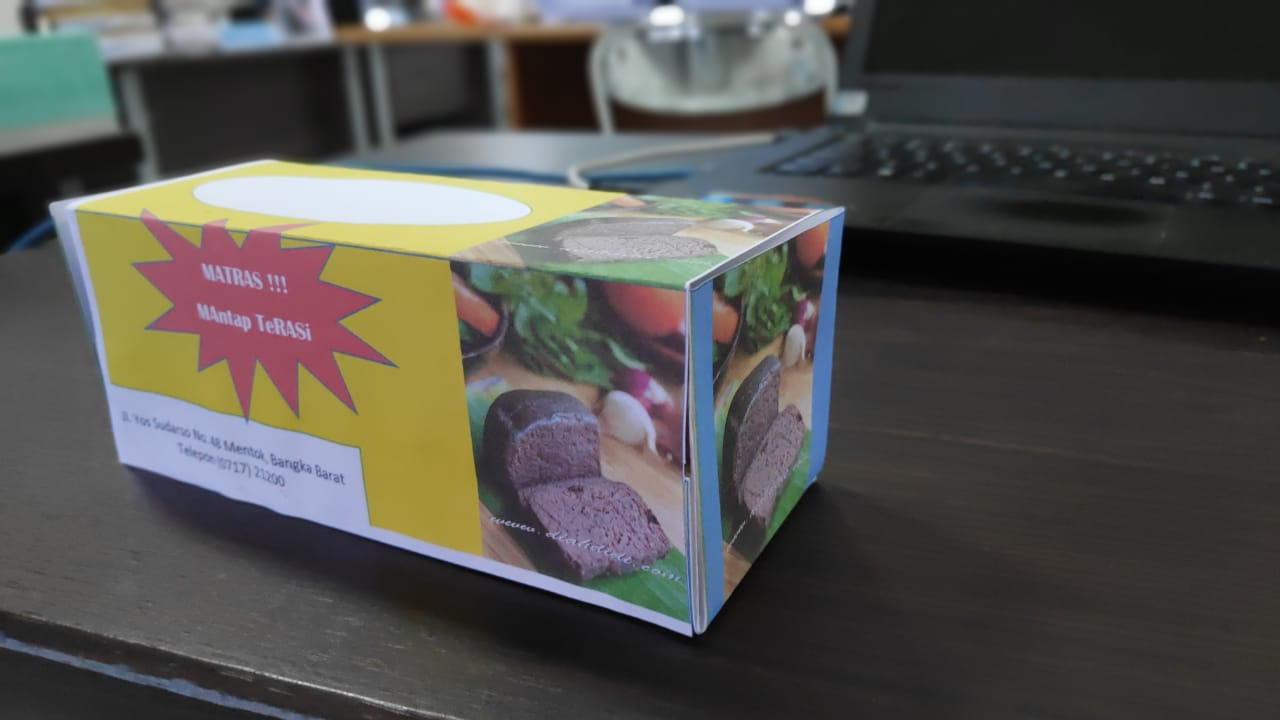 MATRAS !!!
MAntap TeRASi
Jl. Yos Sudarso No.48 Mentok, Bangka Barat
Telepon (0717) 21200